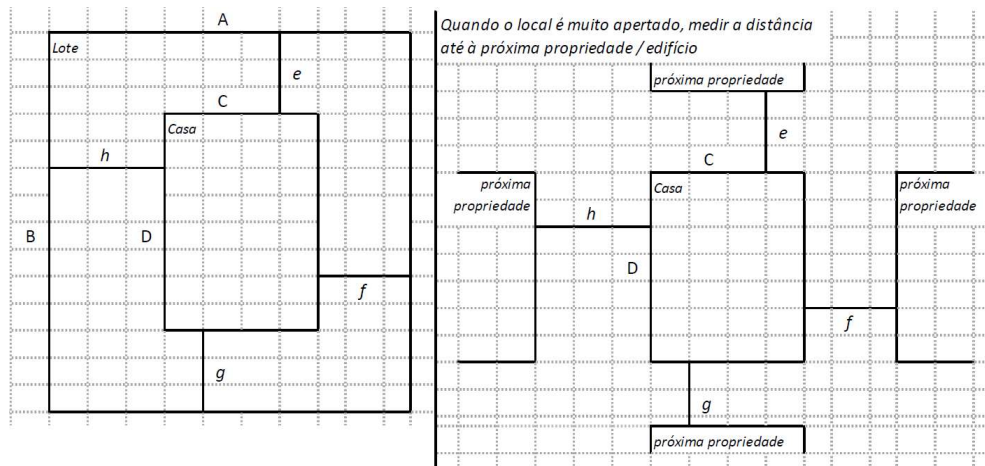 A
Lote
e
C
Casa
h
B
D
f
g
Quando o local é muito apertado, medir a distância
até à próxima propriedade / edifício
próxima propriedade
e
C
próxima
propriedade
Casa
próxima
propriedade
h
D
f
g
próxima propriedade